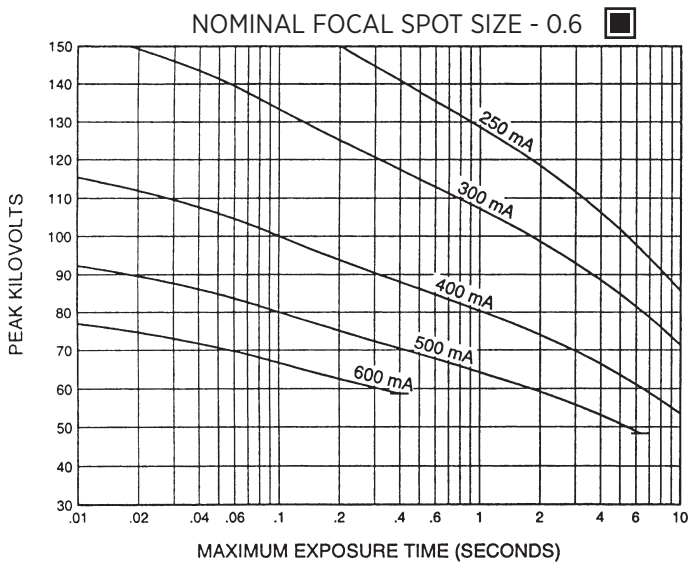 NOMINAL FOCAL SPOT SIZE - 0.6
150
140
130
120
110
100
90
80
70
60
50
40
30
PEAK KILOVOLTS
250 mA
300 mA
400 mA
500 mA
600 mA
.01 .02 .04 .06 .1 .2 .4 .6 1 2 4 6 10
MAXIMUM EXPOSURE TIME (SECONDS)